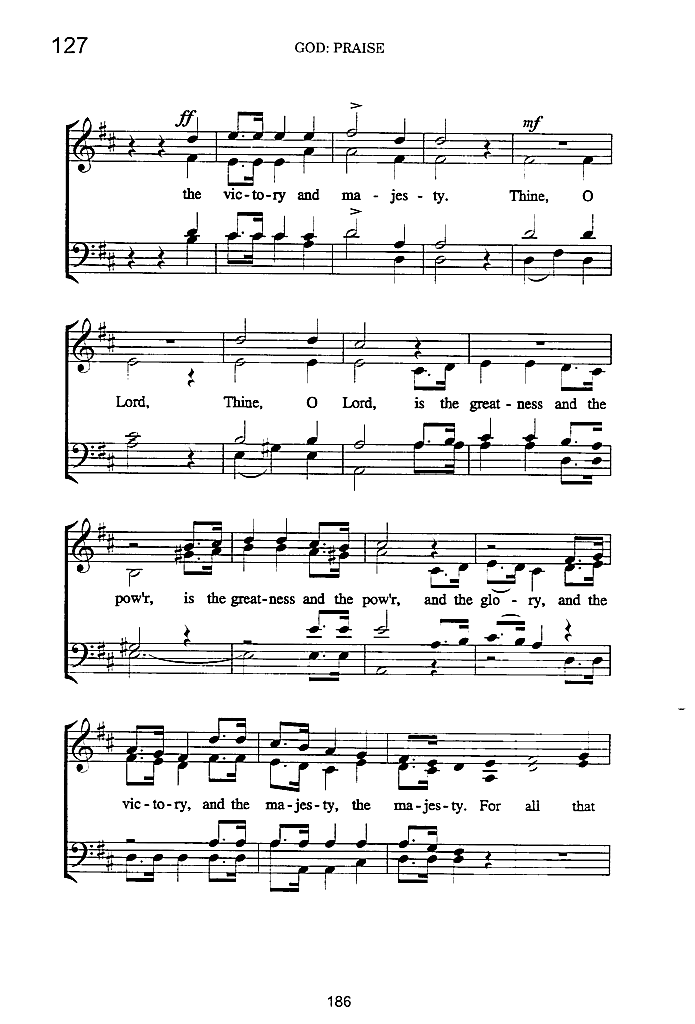 127
GOD: PRAISE
ff
mf
the vic-to-ry and ma - jes - ty. Thine, O
Lord, Thine, O Lord, is the great - ness and the
pow'r, is the great-ness and the pow'r, and the glo - ry, and the
vic - to - ry, and the ma - jes - ty, the ma - jes - ty. For all that
186